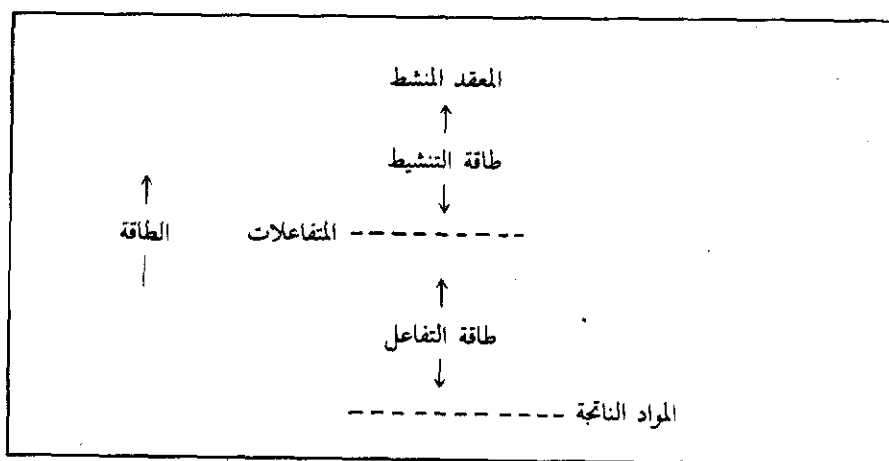 المعقد المنشط
طاقة التنشيط
الطاقة
المتفاعلات
طاقة التفاعل
المواد الناتجة